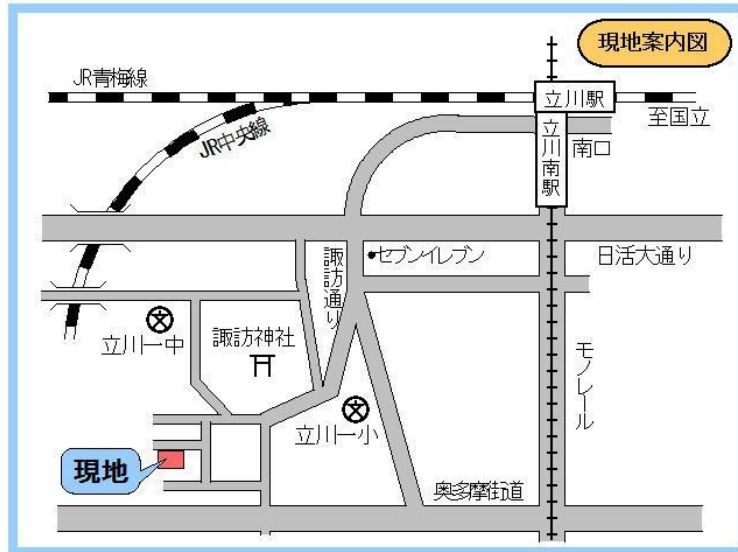 現地案内図
JR青梅線
立川駅
至国立
JR中央線
立川南駅
南口
諏訪通り
セブンイレブン
日活大通り
立川一中
諏訪神社
モノレール
立川一小
現地
奥多摩街道